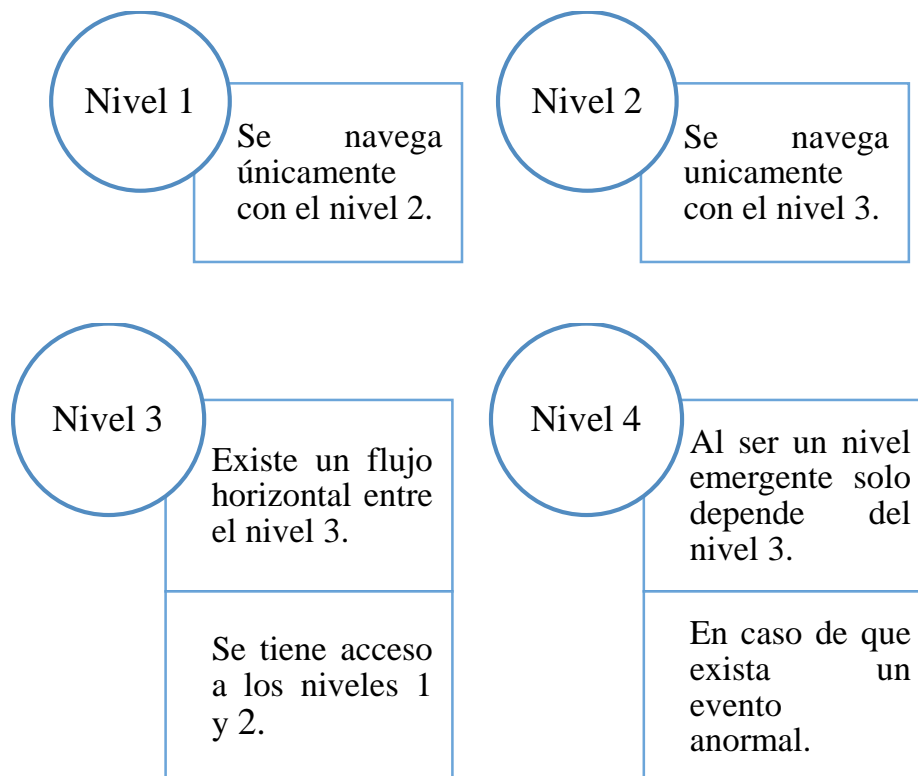 Nivel 1
Se navega
únicamente
con el nivel 2.
Nivel 2
Se navega
unicamente
con el nivel 3.
Nivel 3
Existe un flujo
horizontal entre
el nivel 3.
Se tiene acceso
a los niveles 1
y 2.
Nivel 4
Al ser un nivel
emergente solo
depende del
nivel 3.
En caso de que
exista un
evento
anormal.